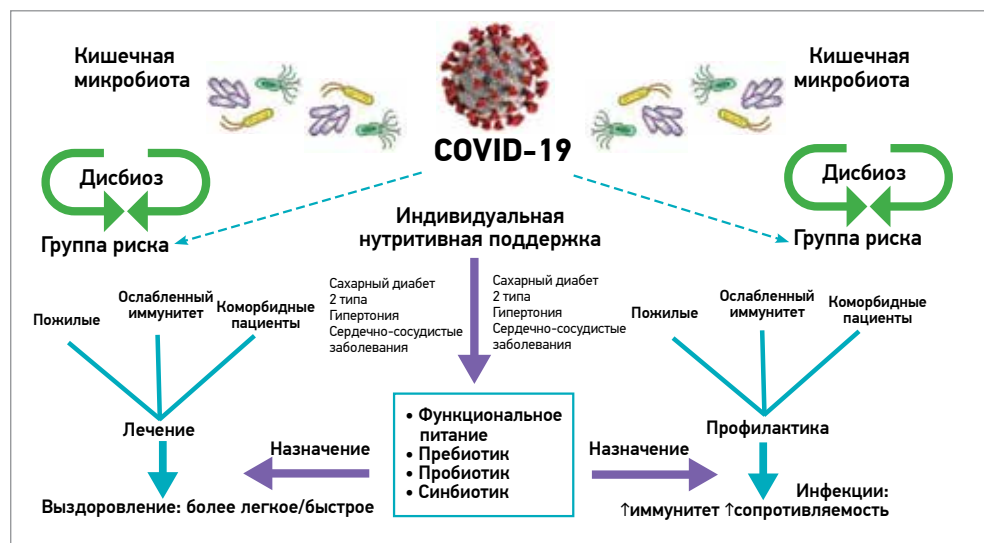 Кишечная
микробиота
Кишечная
микробиота
COVID-19
Дисбиоз
Группа риска
Дисбиоз
Группа риска
Индивидуальная
нутритивная поддержка
Сахарный диабет
2 типа
Гипертония
Сердечно-сосудистые
заболевания
Сахарный диабет
2 типа
Гипертония
Сердечно-сосудистые
заболевания
Пожилые
Ослабленный
иммунитет
Коморбидные
пациенты
Пожилые
Ослабленный
иммунитет
Коморбидные
пациенты
Лечение
Назначение
• Функциональное
питание
• Пребиотик
• Пробиотик
• Синбиотик
Назначение
Профилактика
Выздоровление: более легкое/быстрое
Инфекции:
↑иммунитет ↑сопротивляемость